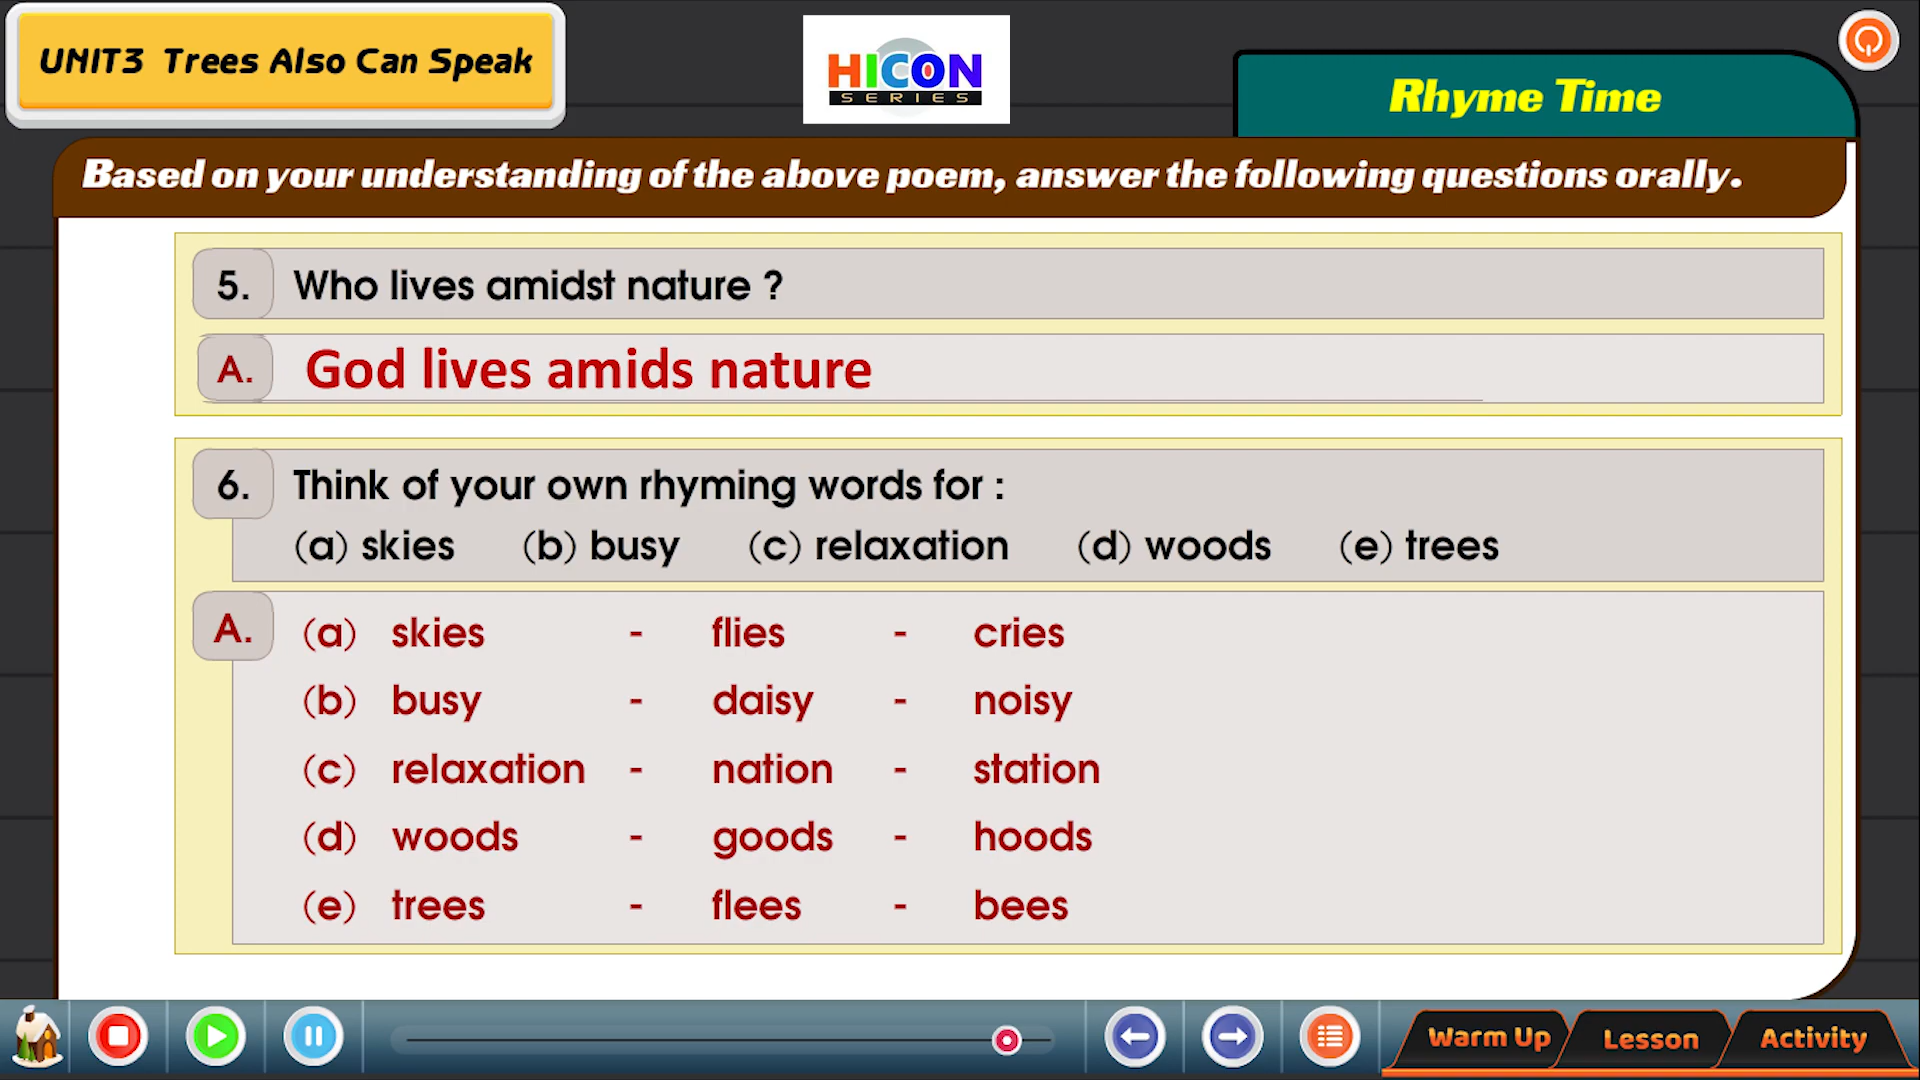 UNIT3 Trees Also Can Speak
HICON
SERIES
Rhyme Time
Based on your understanding of the above poem, answer the following questions orally.
5. Who lives amidst nature ?
A. God lives amids nature
6. Think of your own rhyming words for :
(a) skies (b) busy (c) relaxation (d) woods (e) trees
A. (a) skies - flies - cries
(b) busy - daisy - noisy
(c) relaxation - nation - station
(d) woods - goods - hoods
(e) trees - flees - bees
Warm Up Lesson Activity